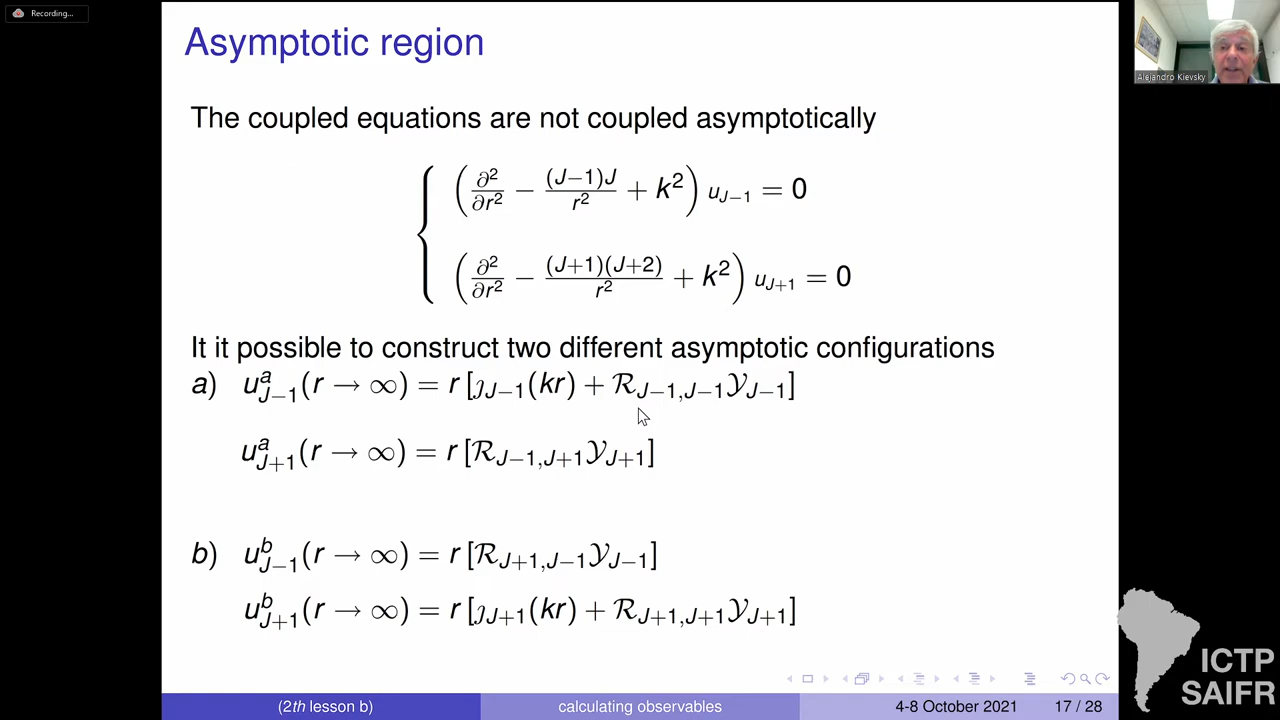 Recording...
Asymptotic region
Alejandro Kievsky
The coupled equations are not coupled asymptotically
( ∂²/∂r² − (J−1)J/r² + k² ) u_{J−1} = 0
( ∂²/∂r² − (J+1)(J+2)/r² + k² ) u_{J+1} = 0
It it possible to construct two different asymptotic configurations
a) u^a_{J−1}(r → ∞) = r [ȷ_{J−1}(kr) + ℛ_{J−1,J−1}𝒴_{J−1}]
u^a_{J+1}(r → ∞) = r [ℛ_{J−1,J+1}𝒴_{J+1}]
b) u^b_{J−1}(r → ∞) = r [ℛ_{J+1,J−1}𝒴_{J−1}]
u^b_{J+1}(r → ∞) = r [ȷ_{J+1}(kr) + ℛ_{J+1,J+1}𝒴_{J+1}]
ICTP
SAIFR
(2th lesson b) calculating observables 4-8 October 2021 17 / 28